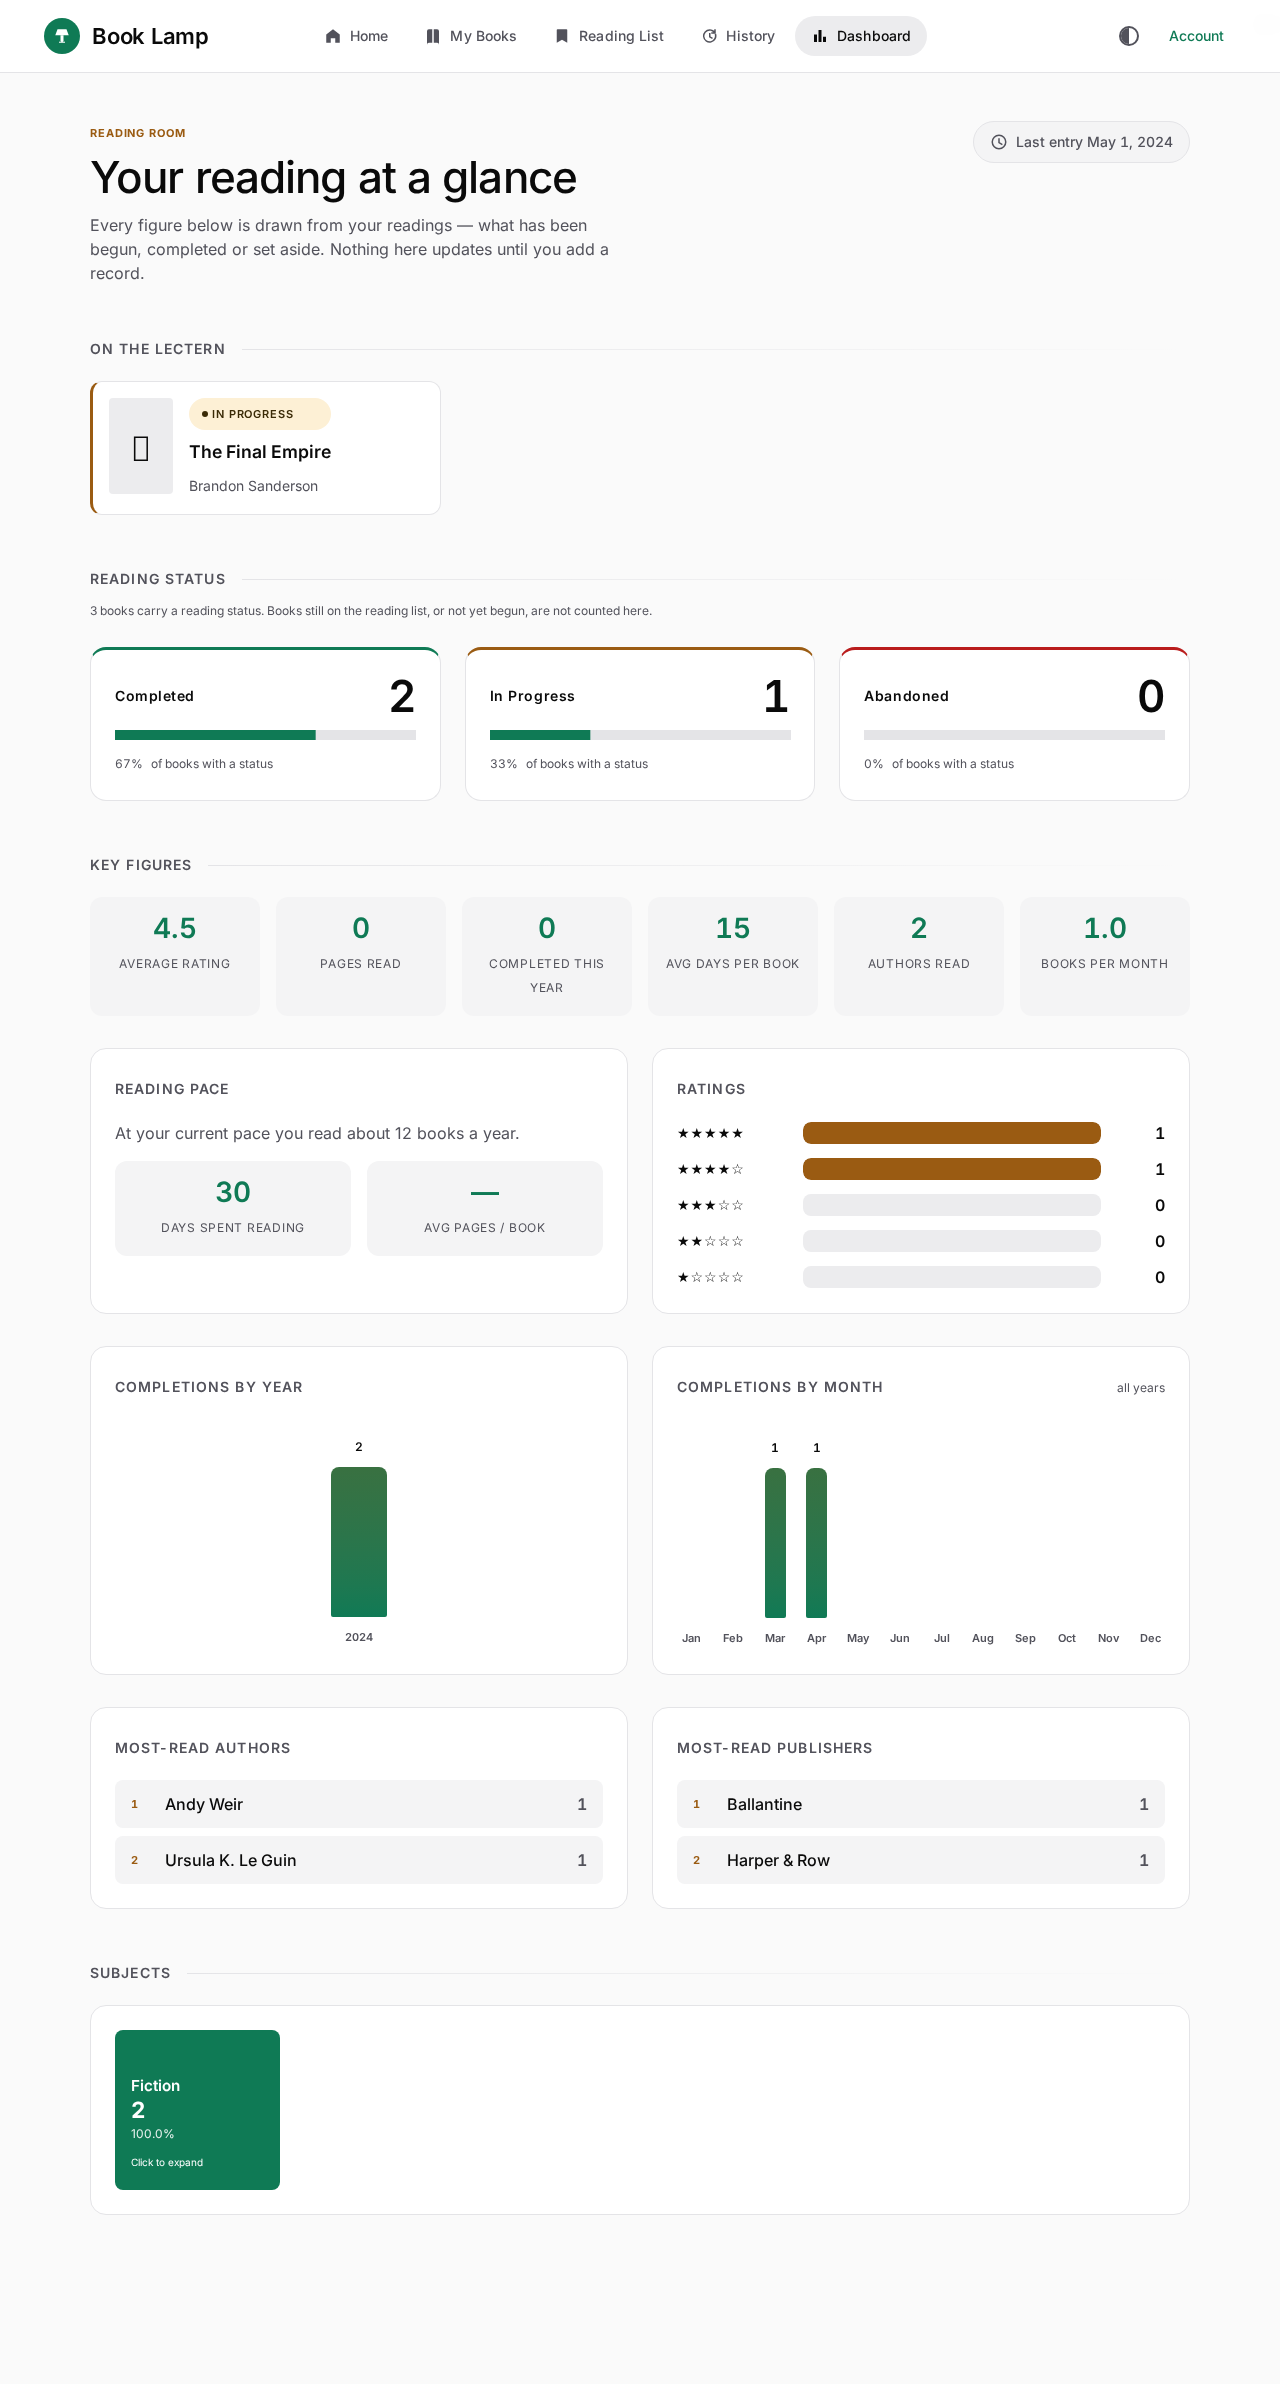 Book Lamp
Home
My Books
Reading List
History
Dashboard
Account
READING ROOM
Your reading at a glance
Last entry May 1, 2024
Every figure below is drawn from your readings — what has been
begun, completed or set aside. Nothing here updates until you add a
record.
ON THE LECTERN
IN PROGRESS
The Final Empire
Brandon Sanderson
READING STATUS
3 books carry a reading status. Books still on the reading list, or not yet begun, are not counted here.
Completed 2
67% of books with a status
In Progress 1
33% of books with a status
Abandoned 0
0% of books with a status
KEY FIGURES
4.5
AVERAGE RATING
0
PAGES READ
0
COMPLETED THIS
YEAR
15
AVG DAYS PER BOOK
2
AUTHORS READ
1.0
BOOKS PER MONTH
READING PACE
At your current pace you read about 12 books a year.
30
DAYS SPENT READING
—
AVG PAGES / BOOK
RATINGS
★★★★★ 1
★★★★☆ 1
★★★☆☆ 0
★★☆☆☆ 0
★☆☆☆☆ 0
COMPLETIONS BY YEAR
2
2024
COMPLETIONS BY MONTH all years
1 1
Jan Feb Mar Apr May Jun Jul Aug Sep Oct Nov Dec
MOST-READ AUTHORS
1 Andy Weir 1
2 Ursula K. Le Guin 1
MOST-READ PUBLISHERS
1 Ballantine 1
2 Harper & Row 1
SUBJECTS
Fiction
2
100.0%
Click to expand